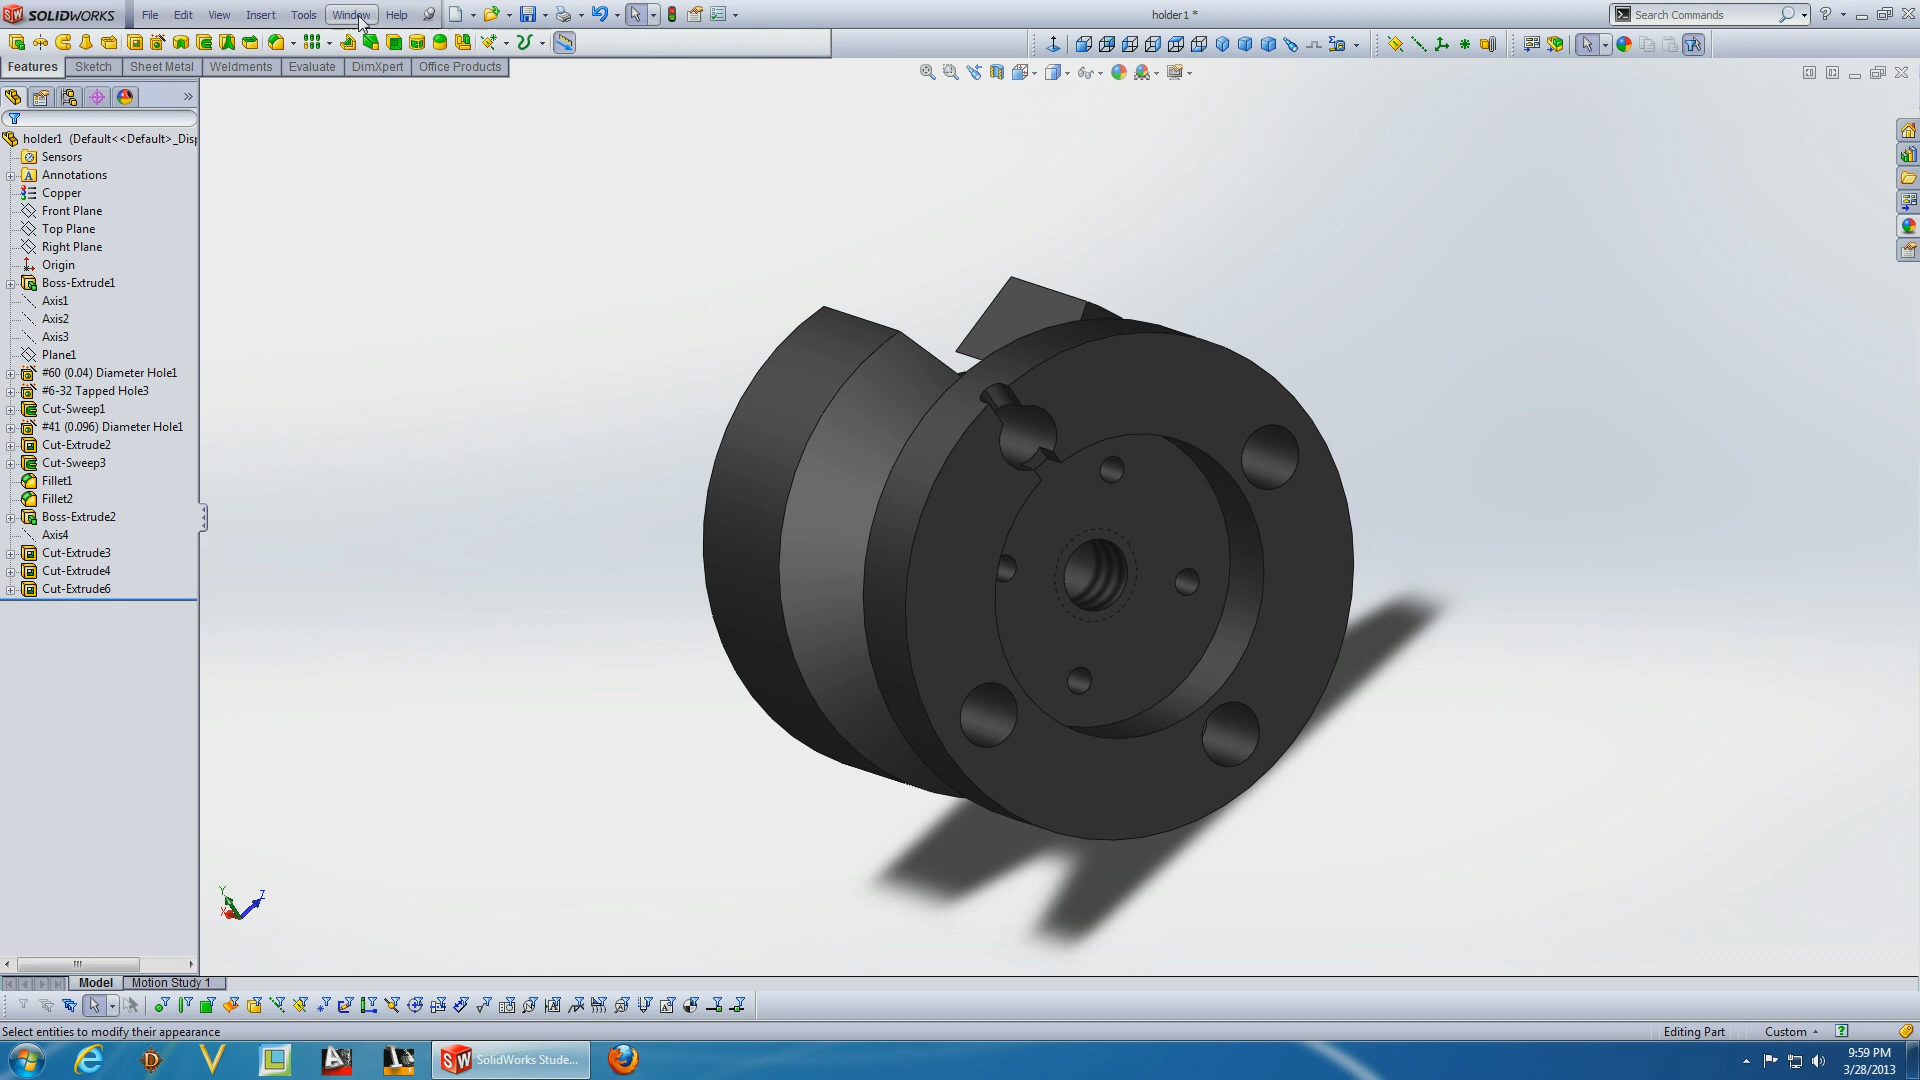 SOLIDWORKS File Edit View Insert Tools Window Help holder1 * Search Commands
Features Sketch Sheet Metal Weldments Evaluate DimXpert Office Products
holder1 (Default<<Default>_Disp
Sensors
Annotations
Copper
Front Plane
Top Plane
Right Plane
Origin
Boss-Extrude1
Axis1
Axis2
Axis3
Plane1
#60 (0.04) Diameter Hole1
#6-32 Tapped Hole3
Cut-Sweep1
#41 (0.096) Diameter Hole1
Cut-Extrude2
Cut-Sweep3
Fillet1
Fillet2
Boss-Extrude2
Axis4
Cut-Extrude3
Cut-Extrude4
Cut-Extrude6
Y Z
X
Model Motion Study 1
Select entities to modify their appearance Editing Part Custom
SolidWorks Stude... 9:59 PM
3/28/2013